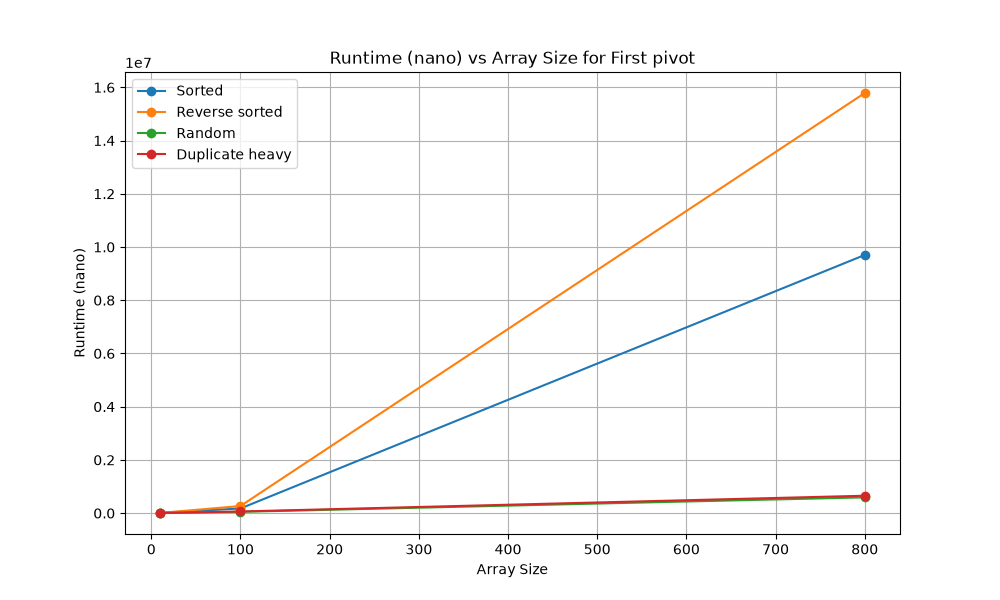 Runtime (nano) vs Array Size for First pivot
1e7
Sorted
Reverse sorted
Random
Duplicate heavy
1.6
1.4
1.2
1.0
0.8
0.6
0.4
0.2
0.0
Runtime (nano)
0 100 200 300 400 500 600 700 800
Array Size